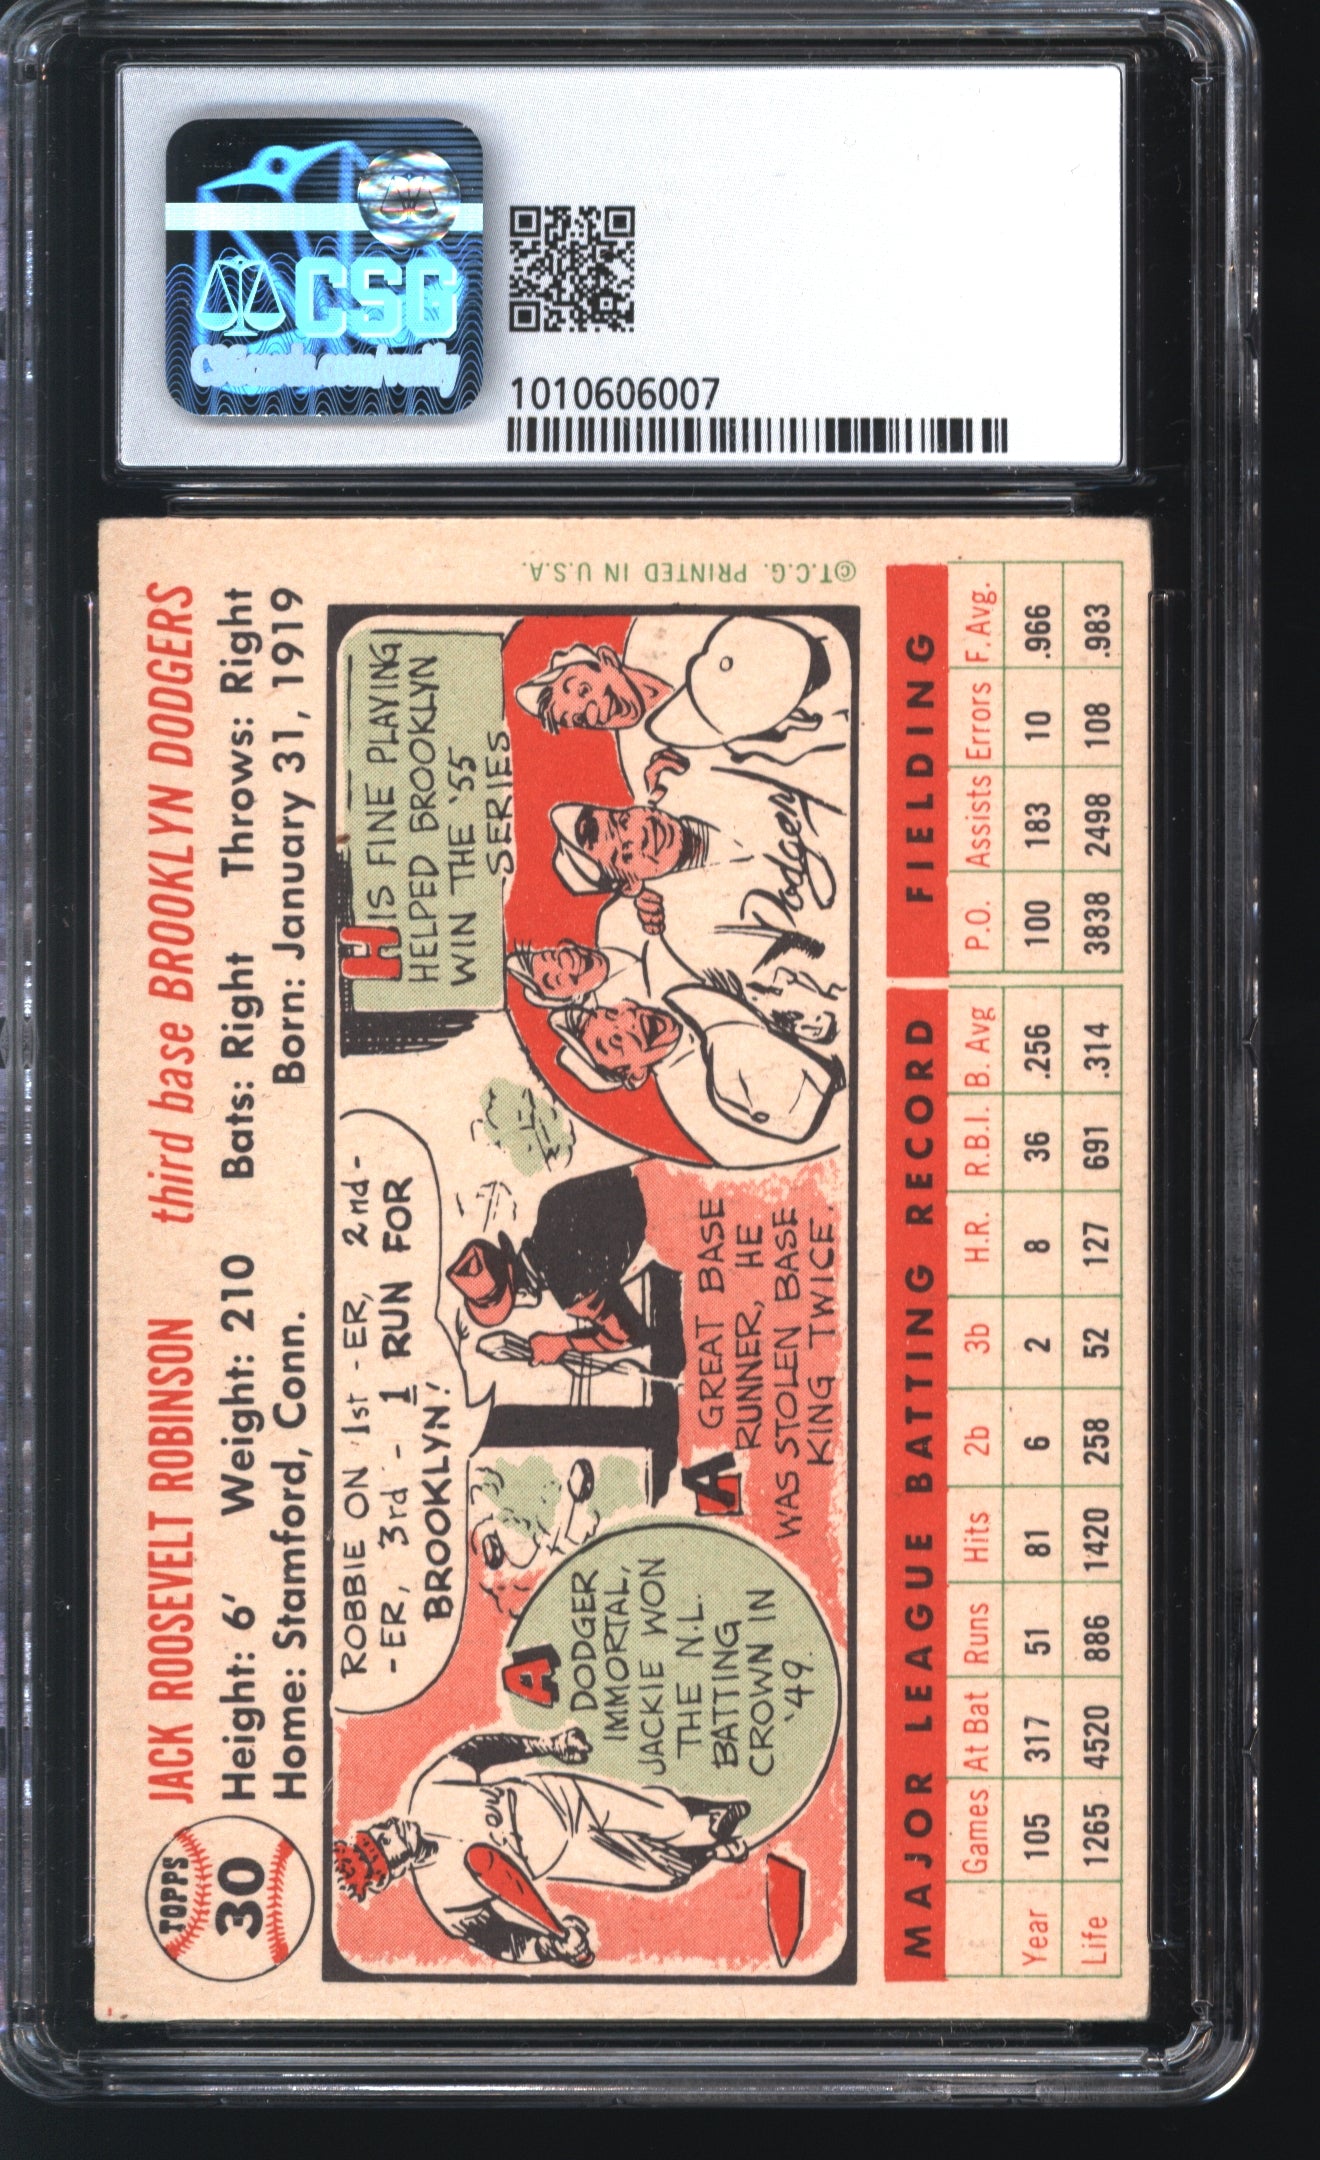 CSG
CSGcards.com/verify
1010606007
TOPPS
30
JACK ROOSEVELT ROBINSON third base BROOKLYN DODGERS
Height: 6' Weight: 210 Bats: Right Throws: Right
Home: Stamford, Conn. Born: January 31, 1919
ROBBIE ON 1st-ER, 2nd-
-ER, 3rd - 1 RUN FOR
BROOKLYN!
HIS FINE PLAYING
HELPED BROOKLYN
WIN THE '55
SERIES
A
DODGER
IMMORTAL,
JACKIE WON
THE N.L.
BATTING
CROWN IN
'49.
A GREAT BASE
RUNNER, HE
WAS STOLEN BASE
KING TWICE.
Dodgers
©T.C.G. PRINTED IN U.S.A.
MAJOR LEAGUE BATTING RECORD FIELDING
Games At Bat Runs Hits 2b 3b H.R. R.B.I. B. Avg P.O. Assists Errors F. Avg.
Year 105 317 51 81 6 2 8 36 .256 100 183 10 .966
Life 1265 4520 886 1420 258 52 127 691 .314 3838 2498 108 .983